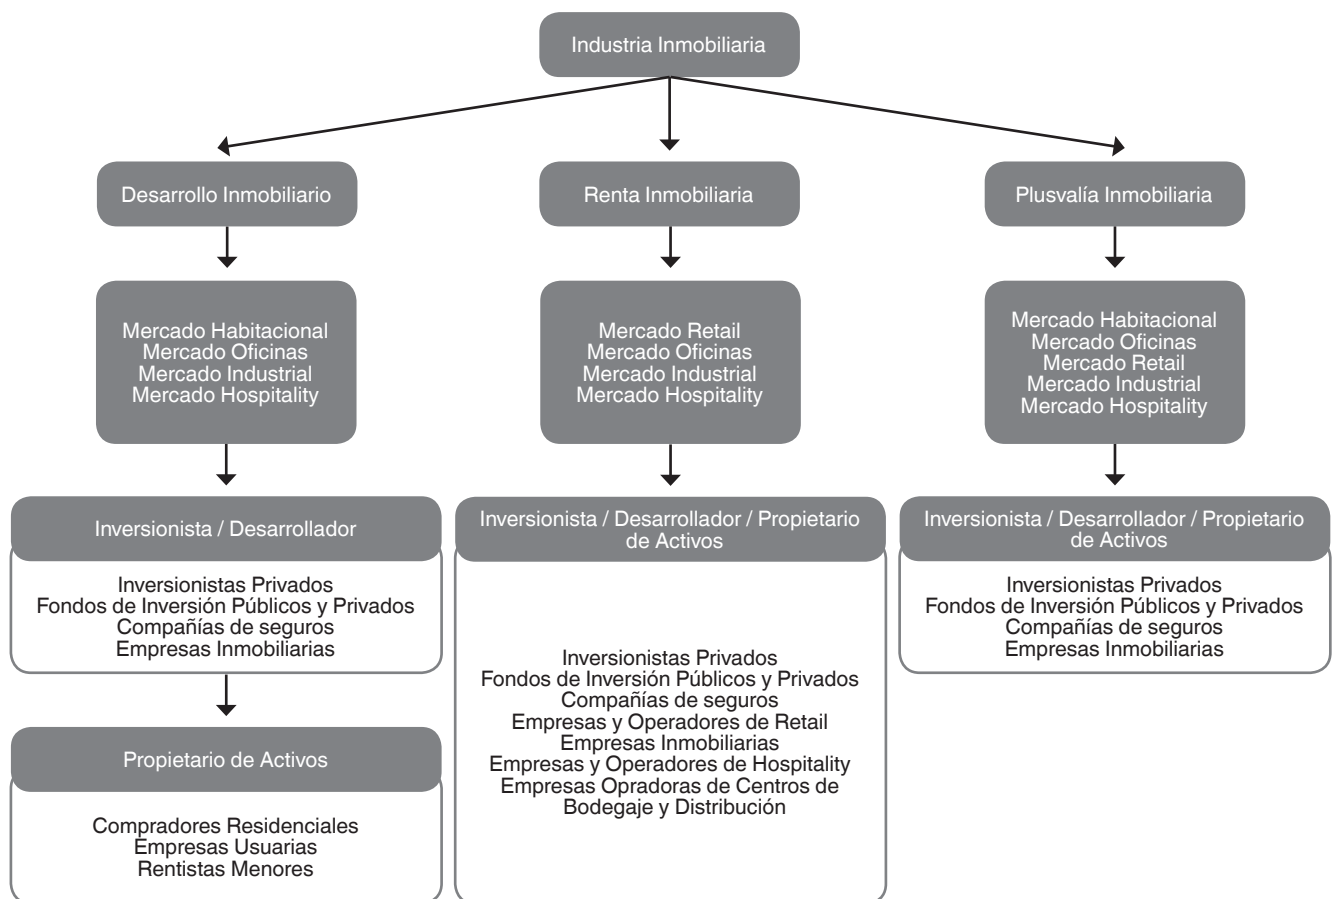 Industria Inmobiliaria
Desarrollo Inmobiliario
Renta Inmobiliaria
Plusvalía Inmobiliaria
Mercado Habitacional
Mercado Oficinas
Mercado Industrial
Mercado Hospitality
Mercado Retail
Mercado Oficinas
Mercado Industrial
Mercado Hospitality
Mercado Habitacional
Mercado Oficinas
Mercado Retail
Mercado Industrial
Mercado Hospitality
Inversionista / Desarrollador
Inversionistas Privados
Fondos de Inversión Públicos y Privados
Compañías de seguros
Empresas Inmobiliarias
Propietario de Activos
Compradores Residenciales
Empresas Usuarias
Rentistas Menores
Inversionista / Desarrollador / Propietario
de Activos
Inversionistas Privados
Fondos de Inversión Públicos y Privados
Compañías de seguros
Empresas y Operadores de Retail
Empresas Inmobiliarias
Empresas y Operadores de Hospitality
Empresas Opradoras de Centros de
Bodegaje y Distribución
Inversionista / Desarrollador / Propietario
de Activos
Inversionistas Privados
Fondos de Inversión Públicos y Privados
Compañías de seguros
Empresas Inmobiliarias